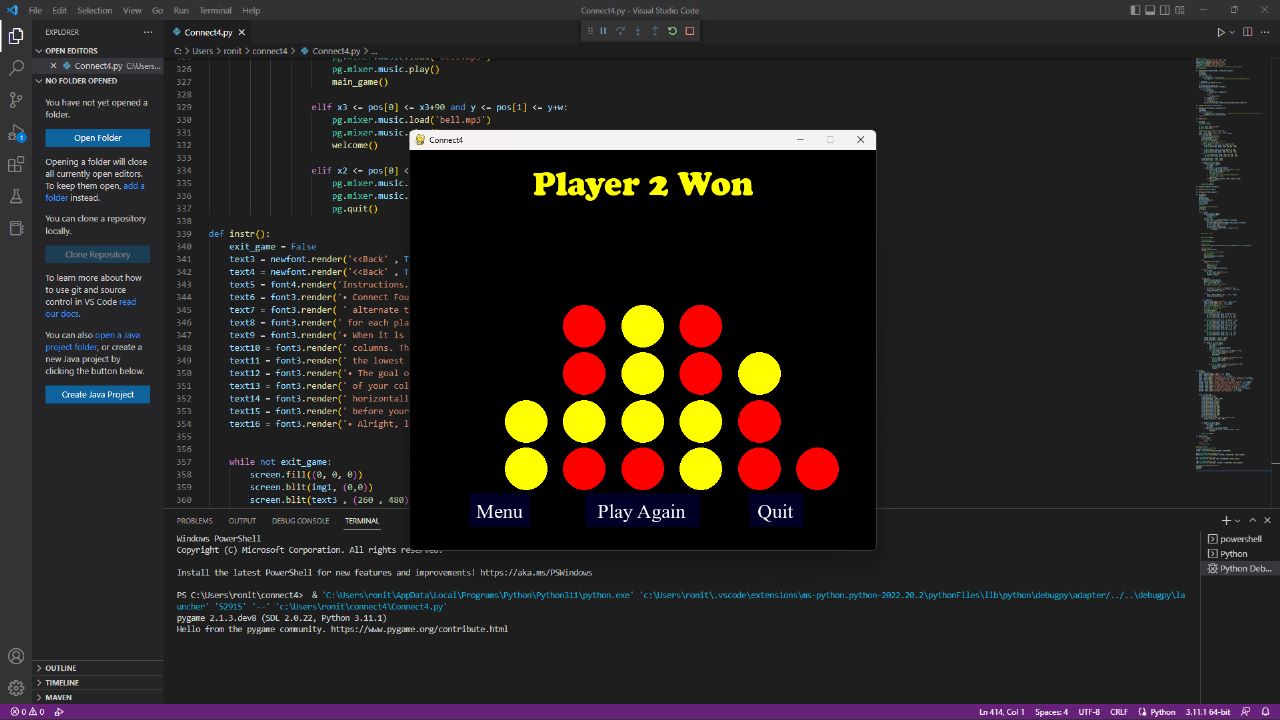 File Edit Selection View Go Run Terminal Help
Connect4.py - Visual Studio Code
EXPLORER
Connect4.py
OPEN EDITORS
Connect4.py C:\Users...
NO FOLDER OPENED
You have not yet opened a
folder.
Open Folder
Opening a folder will close
all currently open editors.
To keep them open, add a
folder instead.
You can clone a repository
locally.
Clone Repository
To learn more about how
to use git and source
control in VS Code read
our docs.
You can also open a Java
project folder, or create a
new Java project by
clicking the button below.
Create Java Project
OUTLINE
TIMELINE
MAVEN
C: > Users > ronit > connect4 > Connect4.py > ...
326 pg.mixer.music.play()
327 main_game()
328
329 elif x3 <= pos[0] <= x3+90 and y <= pos[1] <= y+w:
330 pg.mixer.music.load('bell.mp3')
331 pg.mixer.mus
332 welcome()
333
334 elif x2 <= pos[0] <
335 pg.mixer.mus
336 pg.mixer.mus
337 pg.quit()
338
339 def instr():
340 exit_game = False
341 text3 = newfont.render('<<Back' , T
342 text4 = newfont.render('<<Back' , T
343 text5 = font4.render('Instructions.
344 text6 = font3.render('• Connect Fou
345 text7 = font3.render(' alternate t
346 text8 = font3.render(' for each pla
347 text9 = font3.render('• When it is
348 text10 = font3.render(' columns. Th
349 text11 = font3.render(' the lowest
350 text12 = font3.render('• The goal o
351 text13 = font3.render(' of your col
352 text14 = font3.render(' horizontall
353 text15 = font3.render(' before your
354 text16 = font3.render('• Alright, l
355
356
357 while not exit_game:
358 screen.fill((0, 0, 0))
359 screen.blit(img1, (0,0))
360 screen.blit(text3 , (260 , 480)
Connect4
Player 2 Won
Menu
Play Again
Quit
PROBLEMS OUTPUT DEBUG CONSOLE TERMINAL
Windows PowerShell
Copyright (C) Microsoft Corporation. All rights reserved.
Install the latest PowerShell for new features and improvements! https://aka.ms/PSWindows
PS C:\Users\ronit\connect4> & 'C:\Users\ronit\AppData\Local\Programs\Python\Python311\python.exe' 'c:\Users\ronit\.vscode\extensions\ms-python.python-2022.20.2\pythonFiles\lib\python\debugpy\adapter/../..\debugpy\la
uncher' '52915' '--' 'c:\Users\ronit\connect4\Connect4.py'
pygame 2.1.3.dev8 (SDL 2.0.22, Python 3.11.1)
Hello from the pygame community. https://www.pygame.org/contribute.html
powershell
Python
Python Deb...
0 0
Ln 414, Col 1 Spaces: 4 UTF-8 CRLF Python 3.11.1 64-bit